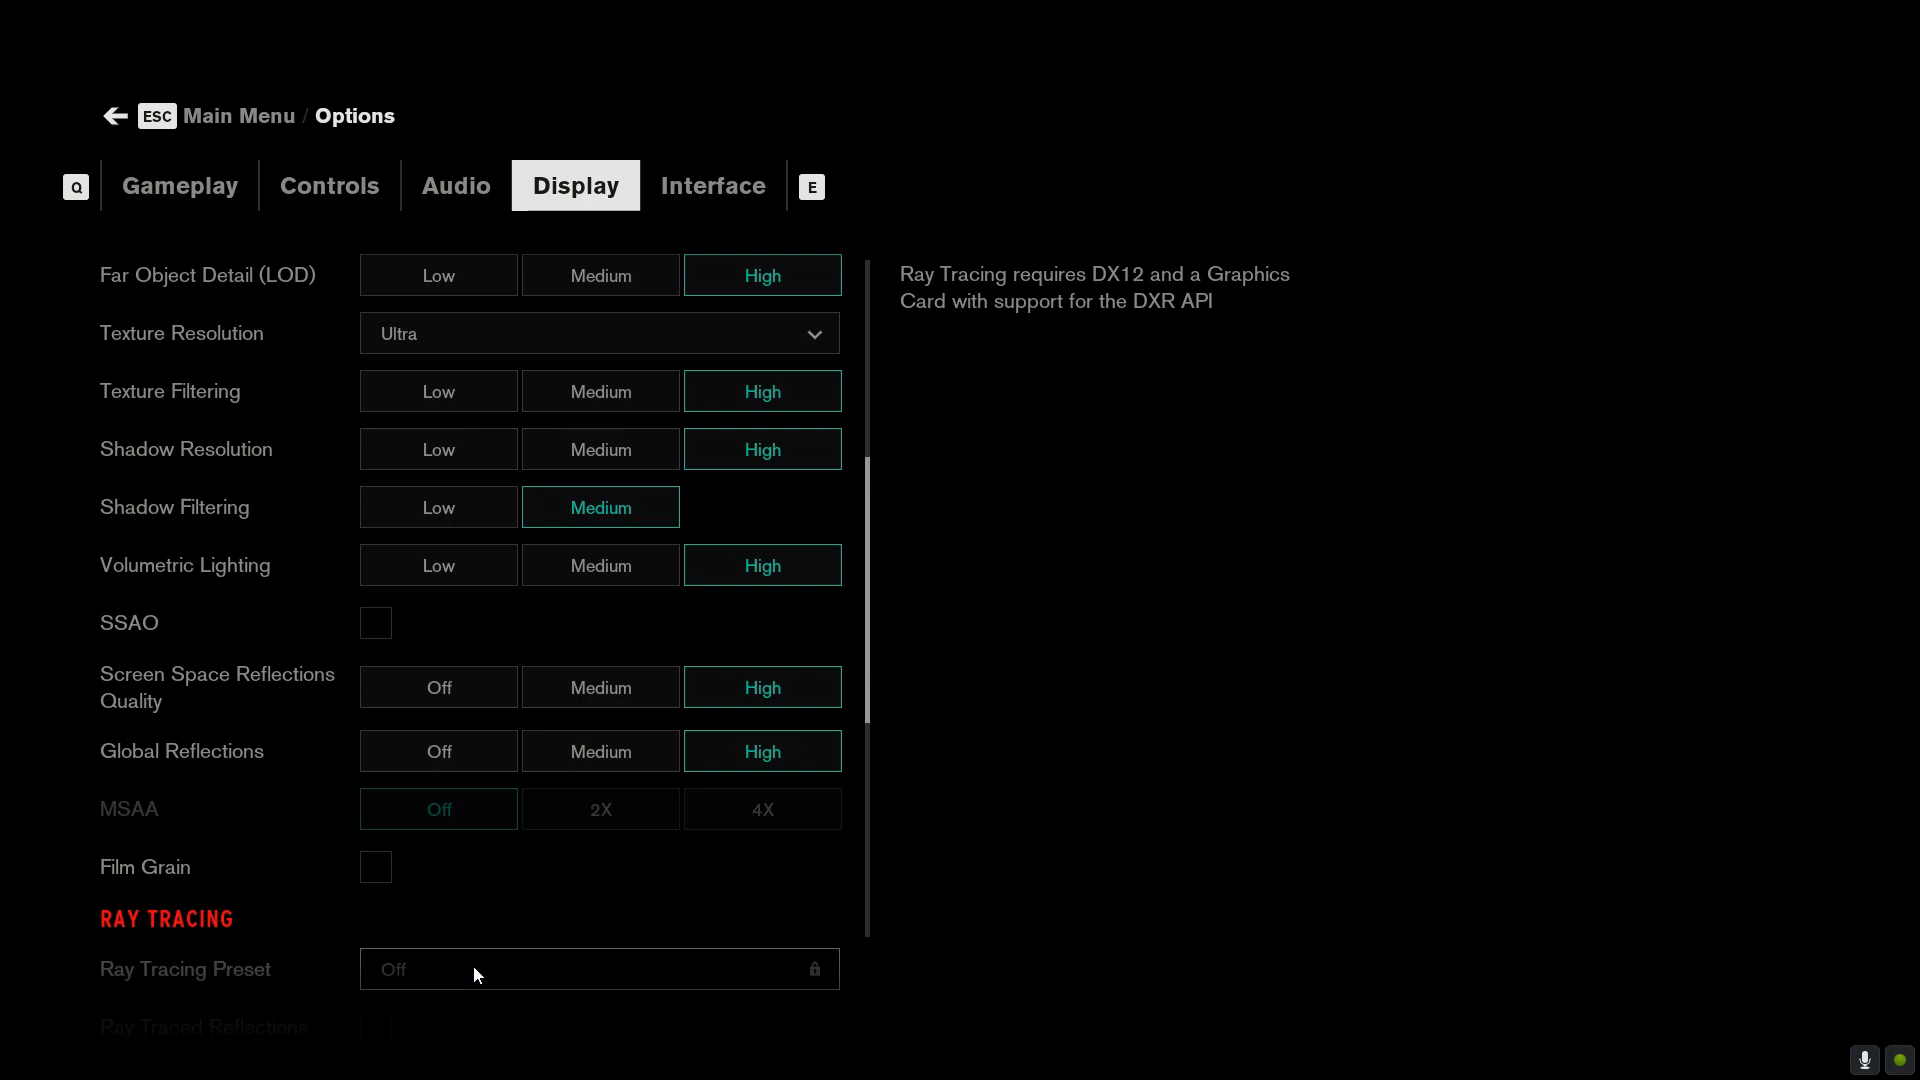 ESC Main Menu / Options
Q Gameplay Controls Audio Display Interface E
Far Object Detail (LOD) Low Medium High
Ray Tracing requires DX12 and a Graphics
Card with support for the DXR API
Texture Resolution Ultra
Texture Filtering Low Medium High
Shadow Resolution Low Medium High
Shadow Filtering Low Medium
Volumetric Lighting Low Medium High
SSAO
Screen Space Reflections
Quality Off Medium High
Global Reflections Off Medium High
MSAA Off 2X 4X
Film Grain
RAY TRACING
Ray Tracing Preset Off
Ray Traced Reflections